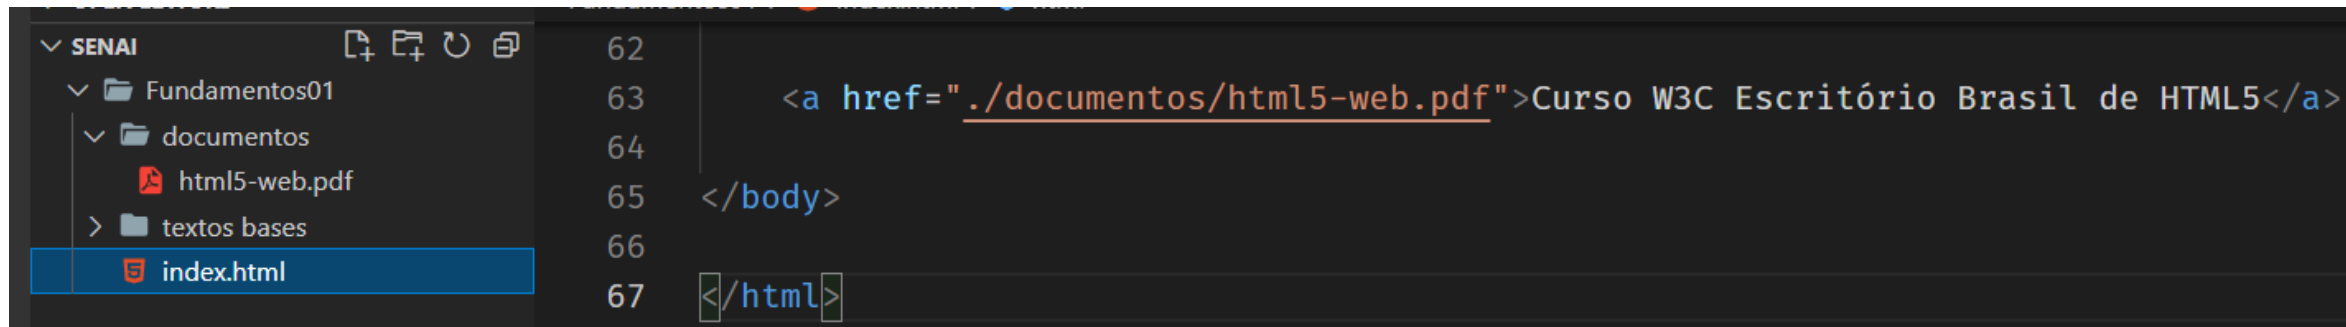 SENAI
Fundamentos01
documentos
html5-web.pdf
textos bases
index.html
62
63 <a href="./documentos/html5-web.pdf">Curso W3C Escritório Brasil de HTML5</a>
64
65 </body>
66
67 </html>